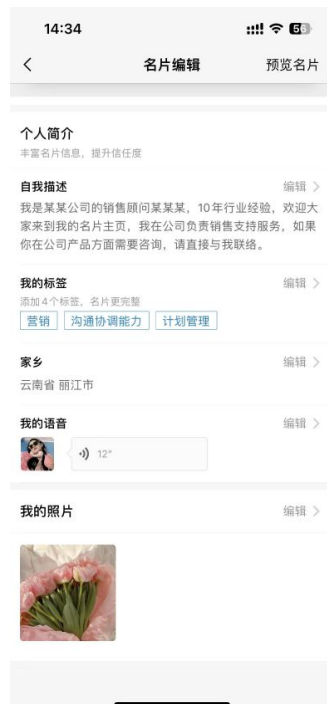 14:34
56
名片编辑
预览名片
个人简介
丰富名片信息，提升信任度
自我描述
编辑
我是某某公司的销售顾问某某某，10年行业经验，欢迎大
家来到我的名片主页，我在公司负责销售支持服务，如果
你在公司产品方面需要咨询，请直接与我联络。
我的标签
编辑
添加4个标签，名片更完整
营销
沟通协调能力
计划管理
家乡
编辑
云南省 丽江市
我的语音
编辑
12"
我的照片
编辑